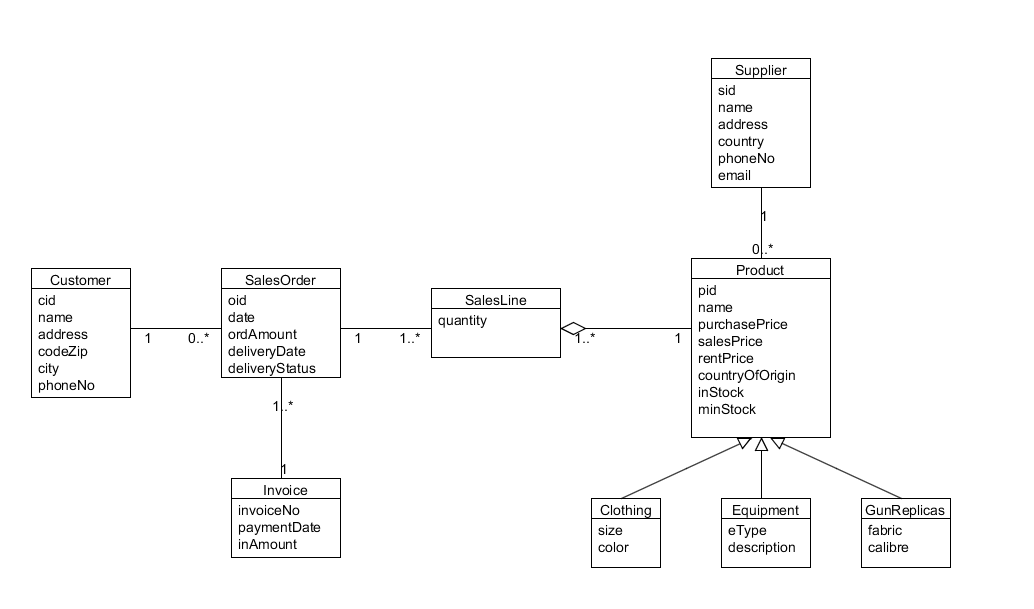 Supplier
sid
name
address
country
phoneNo
email
1
0..*
Customer
cid
name
address
codeZip
city
phoneNo
1
0..*
SalesOrder
oid
date
ordAmount
deliveryDate
deliveryStatus
1
1..*
SalesLine
quantity
1..*
1
Product
pid
name
purchasePrice
salesPrice
rentPrice
countryOfOrigin
inStock
minStock
1..*
1
Invoice
invoiceNo
paymentDate
inAmount
Clothing
size
color
Equipment
eType
description
GunReplicas
fabric
calibre